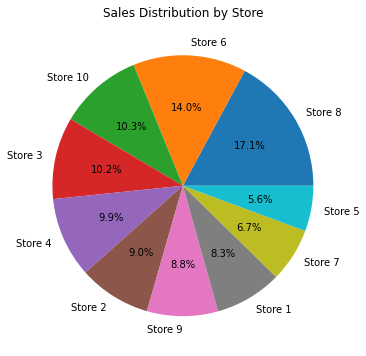 Sales Distribution by Store
Store 6
Store 10
Store 8
14.0%
10.3%
17.1%
Store 3
10.2%
5.6%
Store 5
9.9%
6.7%
Store 4
9.0%
8.8%
8.3%
Store 7
Store 2
Store 9
Store 1